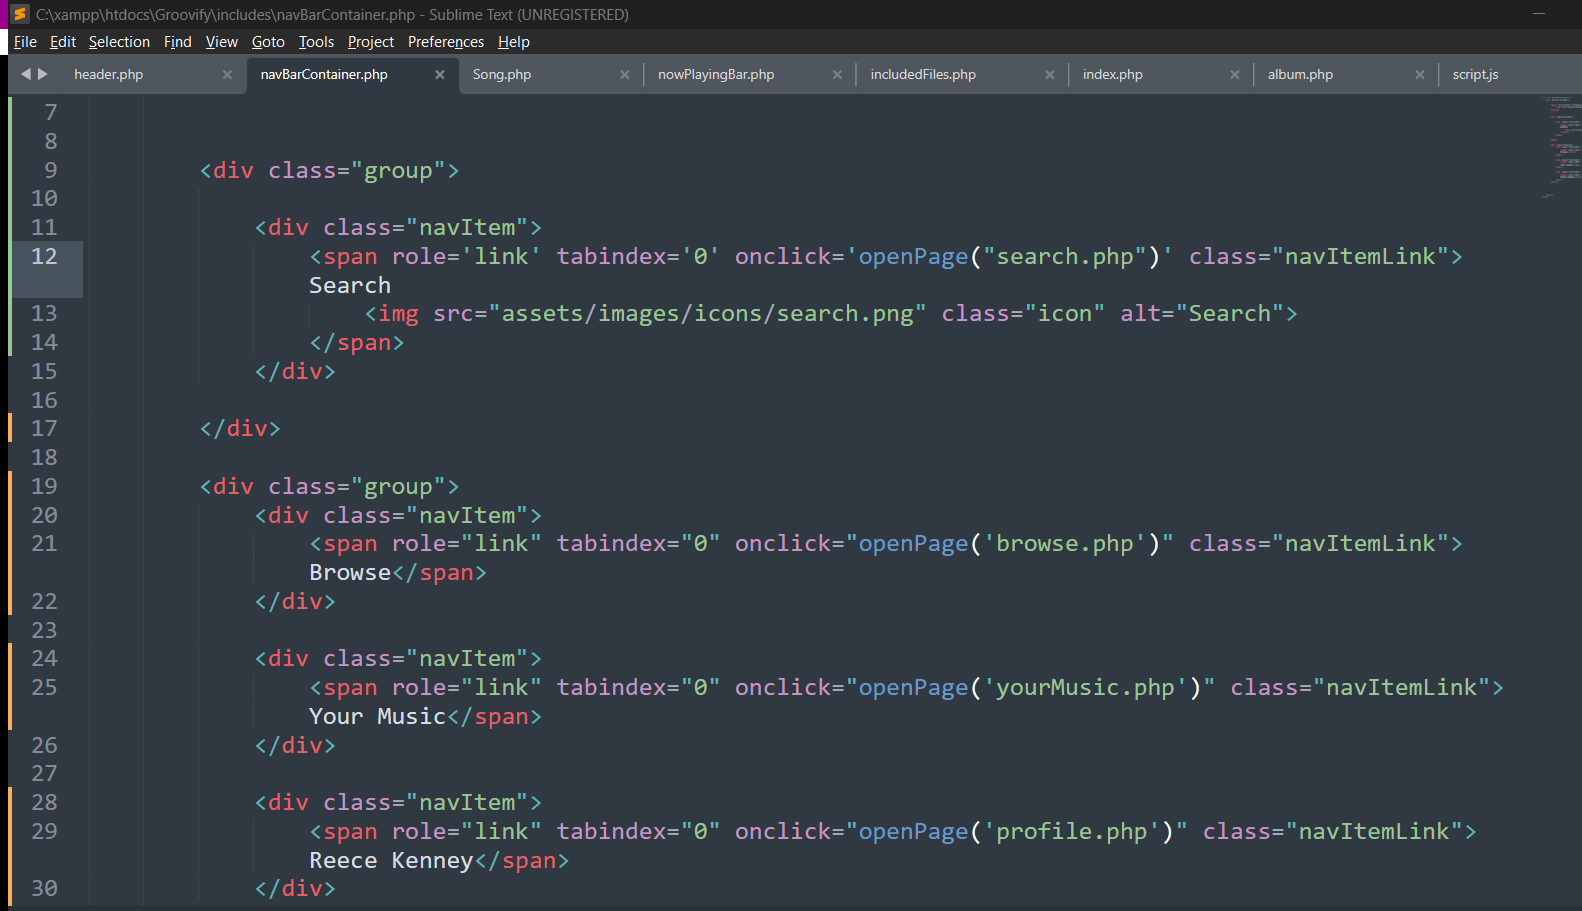 C:\xampp\htdocs\Groovify\includes\navBarContainer.php - Sublime Text (UNREGISTERED)
File Edit Selection Find View Goto Tools Project Preferences Help
header.php navBarContainer.php Song.php nowPlayingBar.php includedFiles.php index.php album.php script.js
7
8
9 <div class="group">
10
11 <div class="navItem">
12 <span role='link' tabindex='0' onclick='openPage("search.php")' class="navItemLink">
Search
13 <img src="assets/images/icons/search.png" class="icon" alt="Search">
14 </span>
15 </div>
16
17 </div>
18
19 <div class="group">
20 <div class="navItem">
21 <span role="link" tabindex="0" onclick="openPage('browse.php')" class="navItemLink">
Browse</span>
22 </div>
23
24 <div class="navItem">
25 <span role="link" tabindex="0" onclick="openPage('yourMusic.php')" class="navItemLink">
Your Music</span>
26 </div>
27
28 <div class="navItem">
29 <span role="link" tabindex="0" onclick="openPage('profile.php')" class="navItemLink">
Reece Kenney</span>
30 </div>